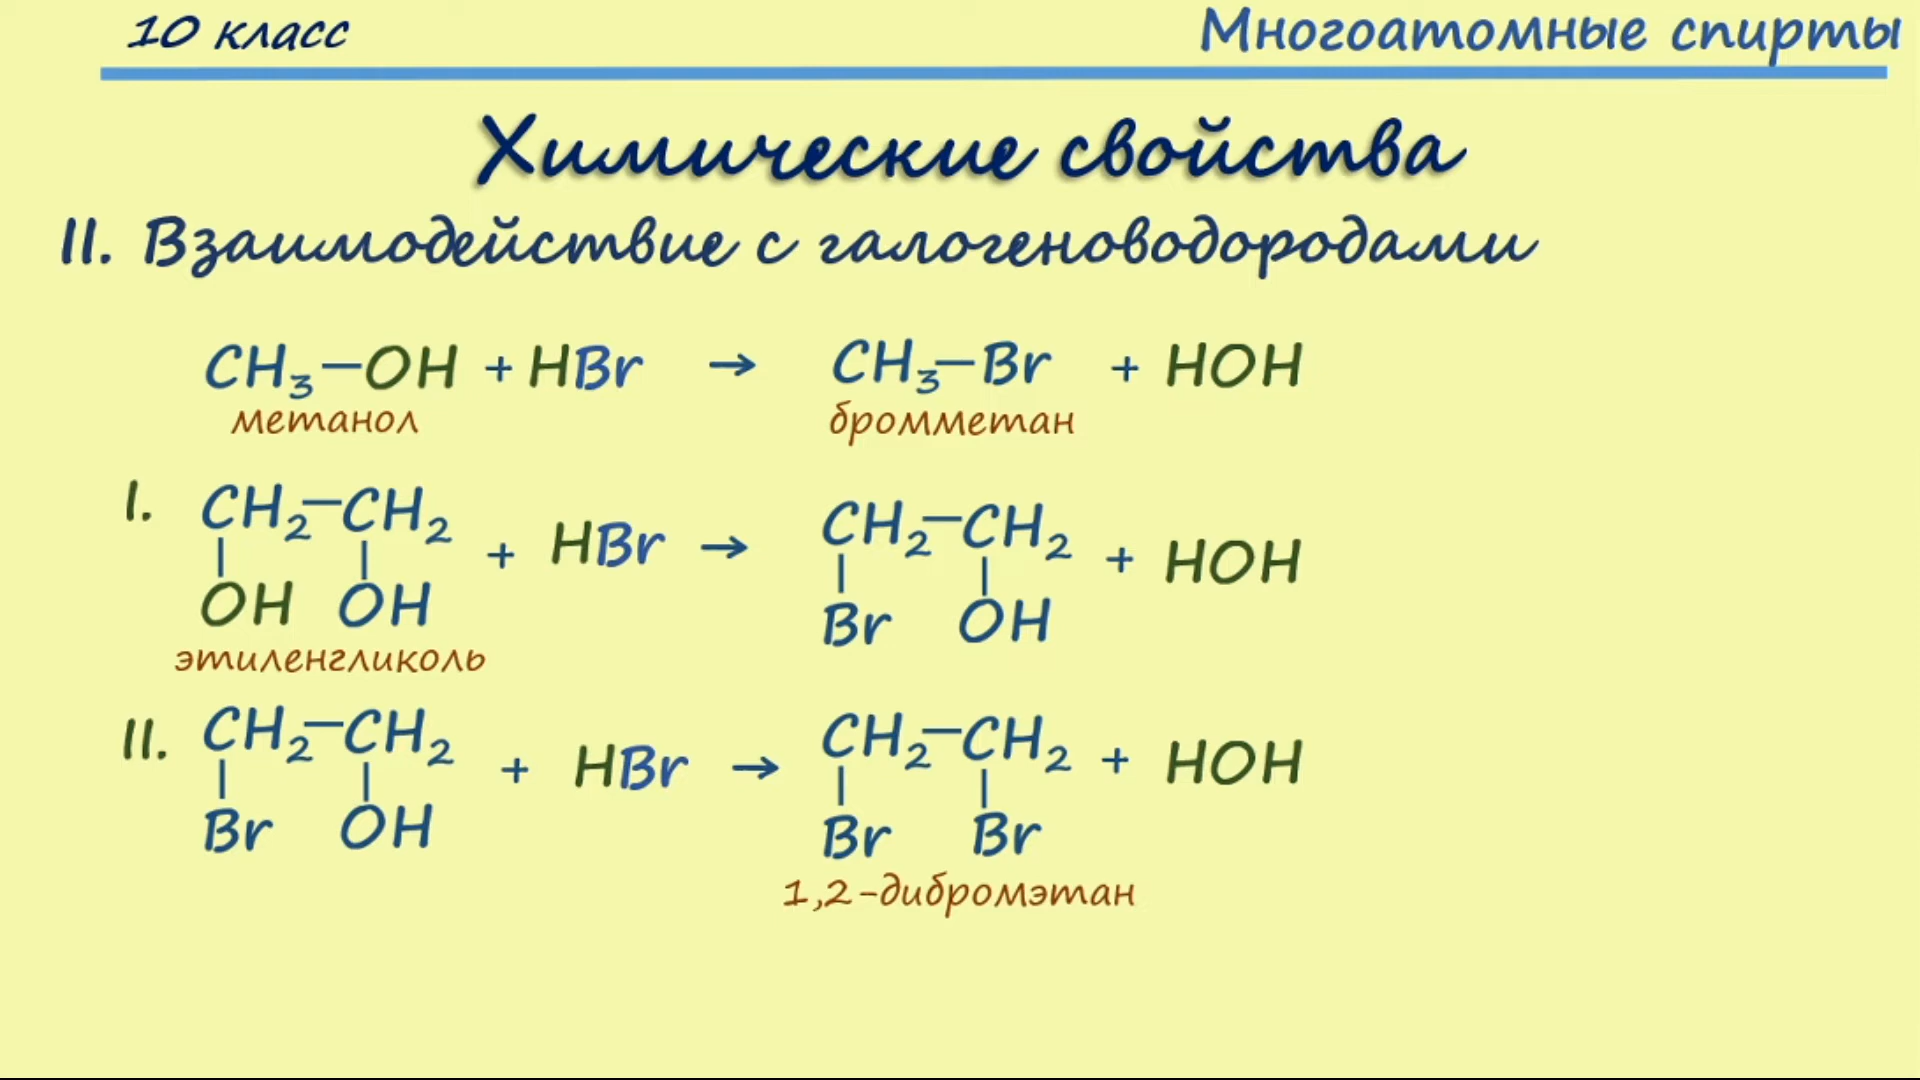 10 класс
Многоатомные спирты
Химические свойства
II. Взаимодействие с галогеноводородами
CH₃–OH + HBr → CH₃–Br + HOH
метанол бромметан
I. CH₂–CH₂ + HBr → CH₂–CH₂ + HOH
OH OH Br OH
этиленгликоль
II. CH₂–CH₂ + HBr → CH₂–CH₂ + HOH
Br OH Br Br
1,2-дибромэтан